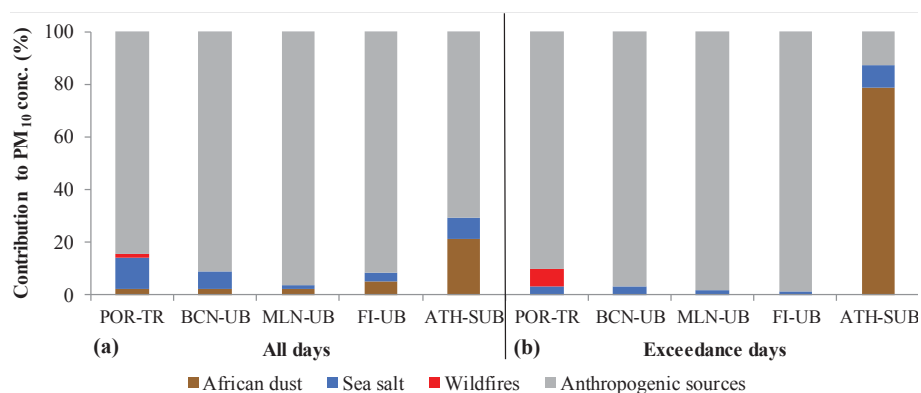 Contribution to PM10 conc. (%)
100
80
60
40
20
0
POR-TR BCN-UB MLN-UB FI-UB ATH-SUB POR-TR BCN-UB MLN-UB FI-UB ATH-SUB
(a) All days (b) Exceedance days
African dust Sea salt Wildfires Anthropogenic sources